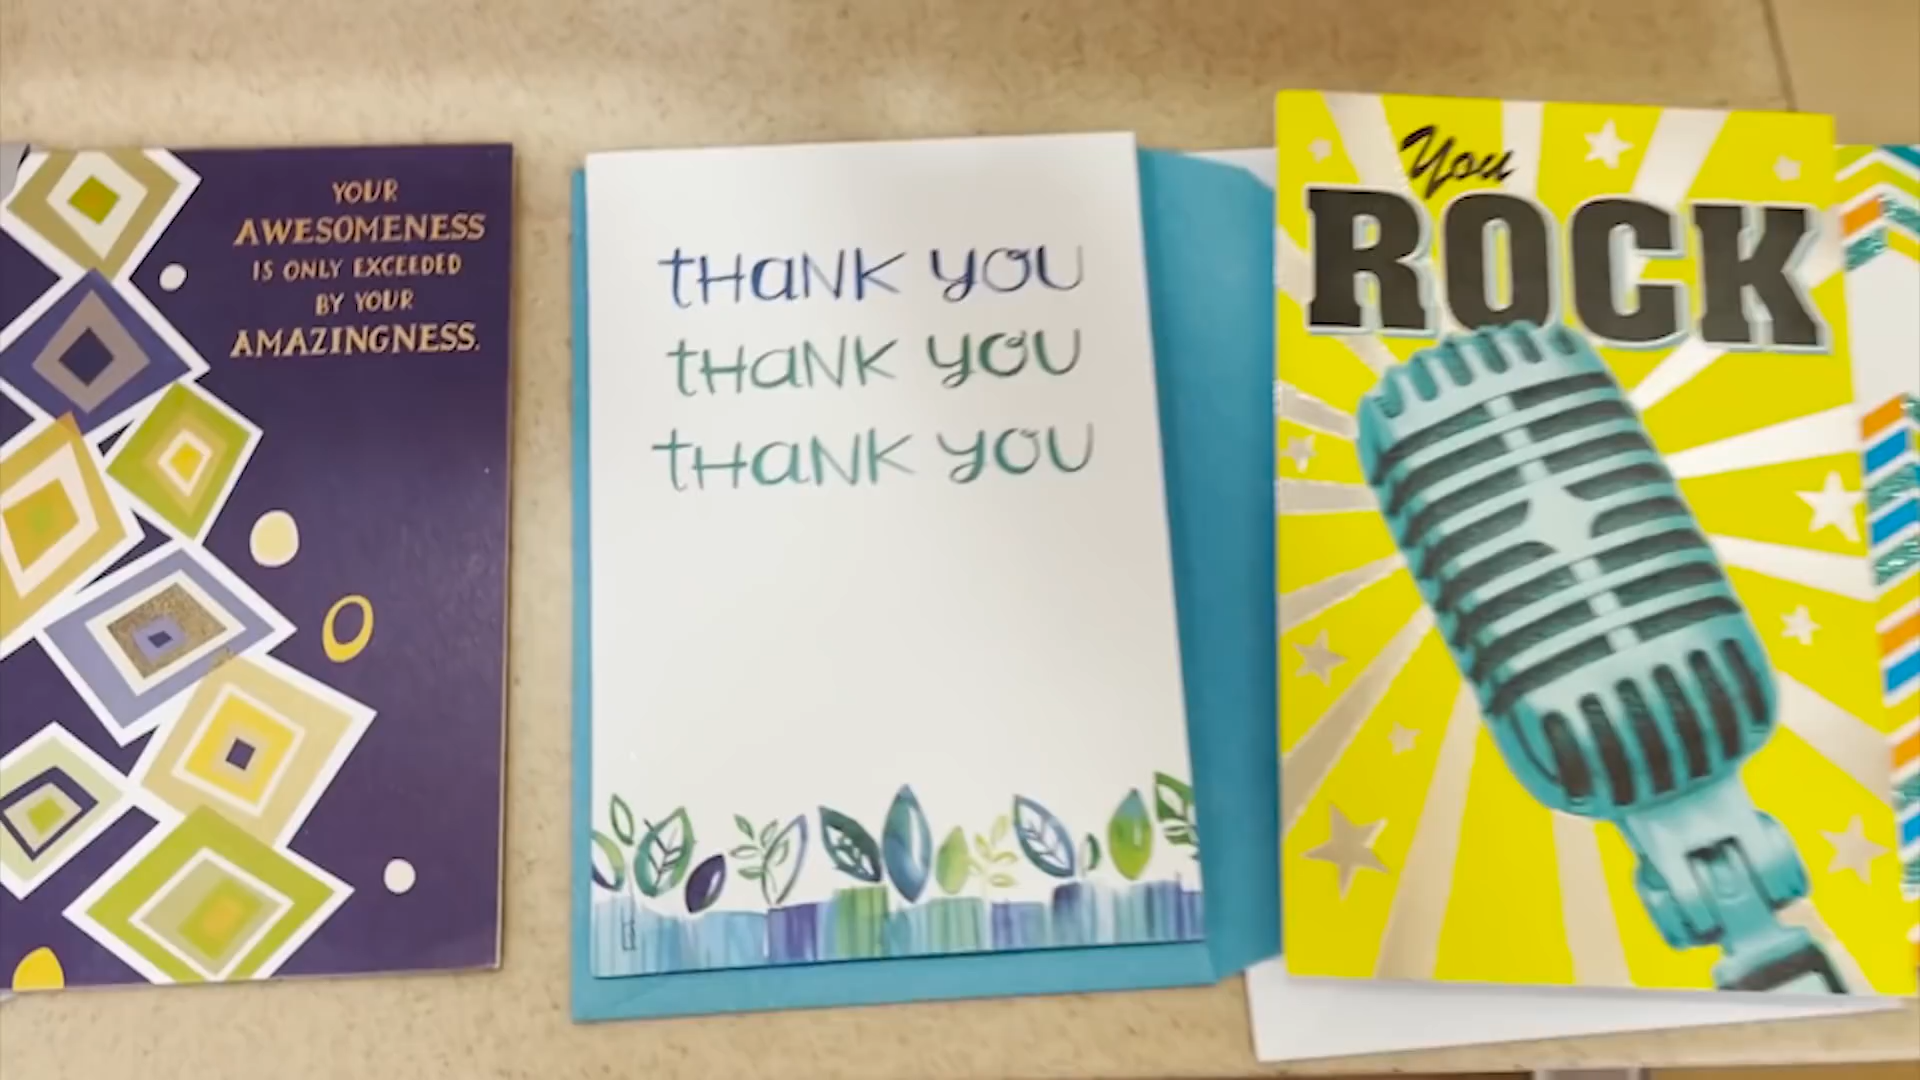 YOUR
AWESOMENESS
IS ONLY EXCEEDED
BY YOUR
AMAZINGNESS.
tHaNK YOU
tHaNK YOU
tHaNK YOU
You
ROCK